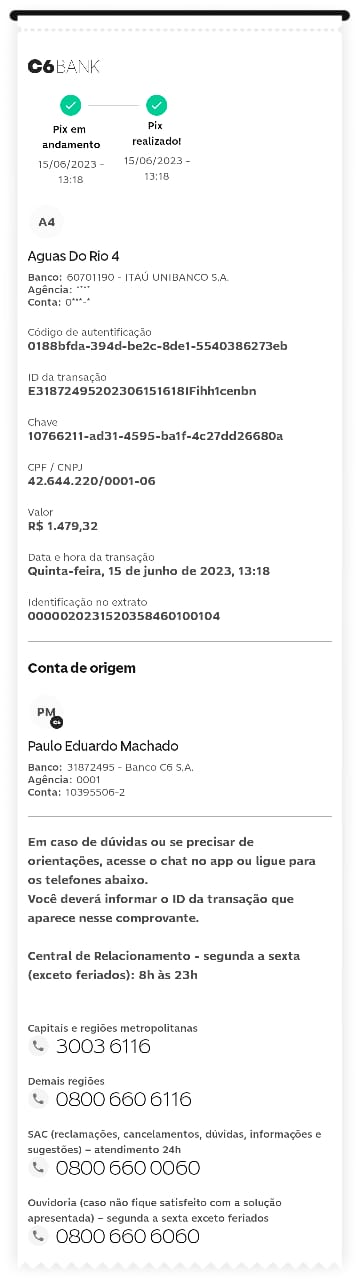 C6BANK
Pix em andamento
15/06/2023 - 13:18
Pix realizado!
15/06/2023 - 13:18
A4
Aguas Do Rio 4
Banco: 60701190 - ITAÚ UNIBANCO S.A.
Agência: ****
Conta: 0***-*
Código de autentificação
0188bfda-394d-be2c-8de1-5540386273eb
ID da transação
E31872495202306151618IFihh1cenbn
Chave
10766211-ad31-4595-ba1f-4c27dd26680a
CPF / CNPJ
42.644.220/0001-06
Valor
R$ 1.479,32
Data e hora da transação
Quinta-feira, 15 de junho de 2023, 13:18
Identificação no extrato
0000020231520358460100104
Conta de origem
PM
C6
Paulo Eduardo Machado
Banco: 31872495 - Banco C6 S.A.
Agência: 0001
Conta: 10395506-2
Em caso de dúvidas ou se precisar de
orientações, acesse o chat no app ou ligue para
os telefones abaixo.
Você deverá informar o ID da transação que
aparece nesse comprovante.
Central de Relacionamento - segunda a sexta
(exceto feriados): 8h às 23h
Capitais e regiões metropolitanas
3003 6116
Demais regiões
0800 660 6116
SAC (reclamações, cancelamentos, dúvidas, informações e
sugestões) – atendimento 24h
0800 660 0060
Ouvidoria (caso não fique satisfeito com a solução
apresentada) – segunda a sexta exceto feriados
0800 660 6060